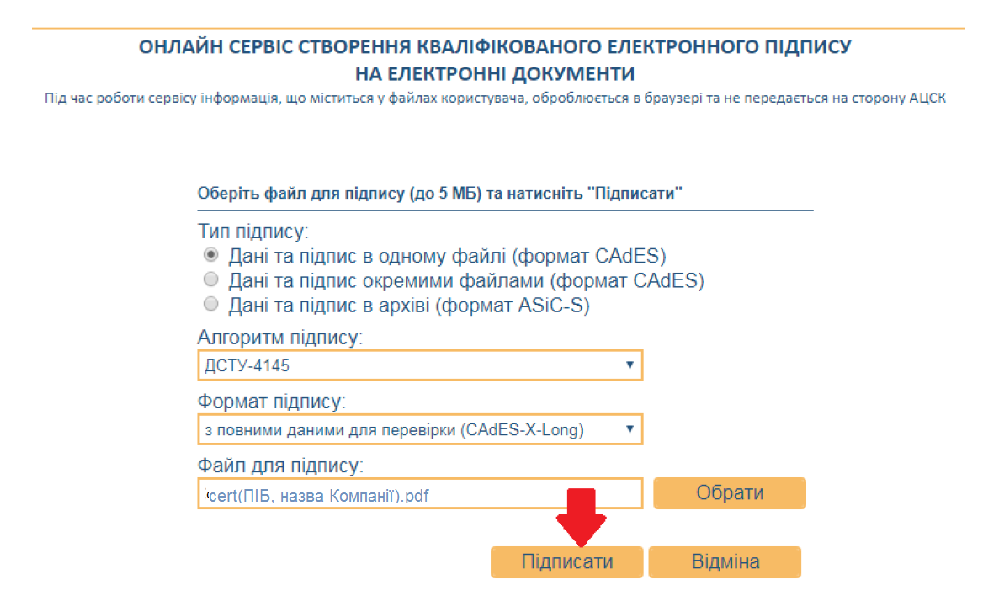 ОНЛАЙН СЕРВІС СТВОРЕННЯ КВАЛІФІКОВАНОГО ЕЛЕКТРОННОГО ПІДПИСУ
НА ЕЛЕКТРОННІ ДОКУМЕНТИ
Під час роботи сервісу інформація, що міститься у файлах користувача, оброблюється в браузері та не передається на сторону АЦСК
Оберіть файл для підпису (до 5 МБ) та натисніть "Підписати"
Тип підпису:
Дані та підпис в одному файлі (формат CAdES)
Дані та підпис окремими файлами (формат CAdES)
Дані та підпис в архіві (формат ASiC-S)
Алгоритм підпису:
ДСТУ-4145
Формат підпису:
з повними даними для перевірки (CAdES-X-Long)
Файл для підпису:
cert(ПІБ, назва Компанії).pdf
Обрати
Підписати
Відміна